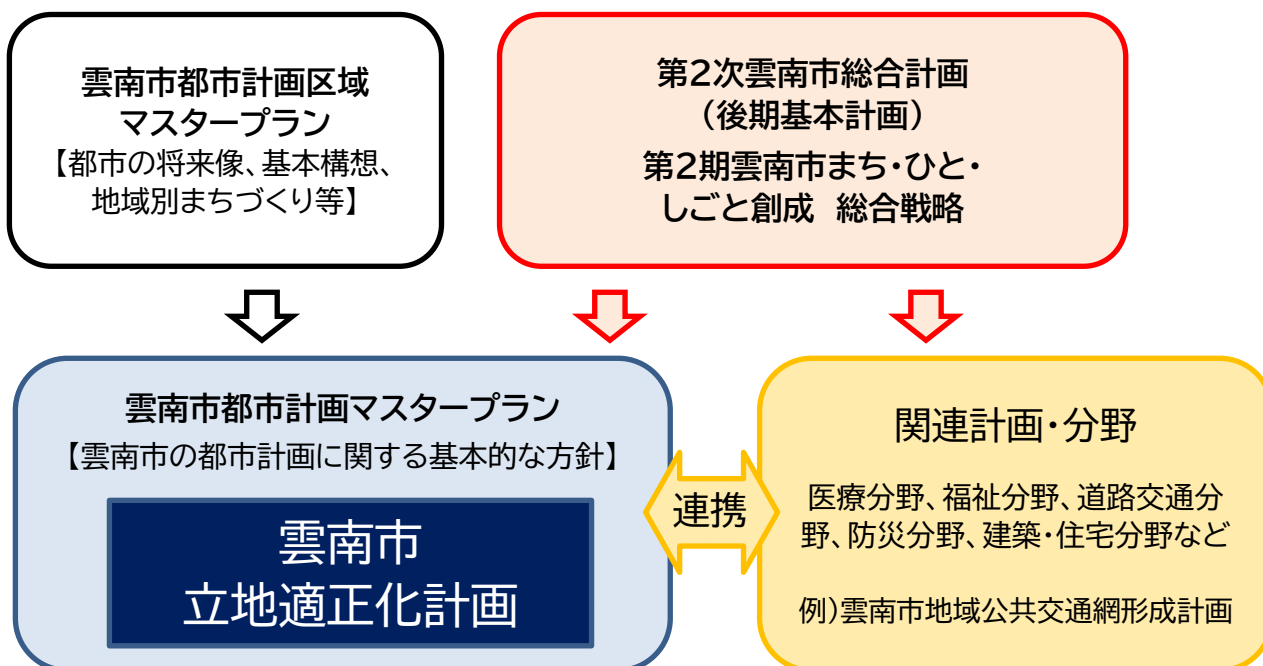 雲南市都市計画区域
マスタープラン
【都市の将来像、基本構想、
地域別まちづくり等】
第2次雲南市総合計画
（後期基本計画）
第2期雲南市まち・ひと・
しごと創成　総合戦略
雲南市都市計画マスタープラン
【雲南市の都市計画に関する基本的な方針】
雲南市
立地適正化計画
連携
関連計画・分野
医療分野、福祉分野、道路交通分
野、防災分野、建築・住宅分野など
例）雲南市地域公共交通網形成計画